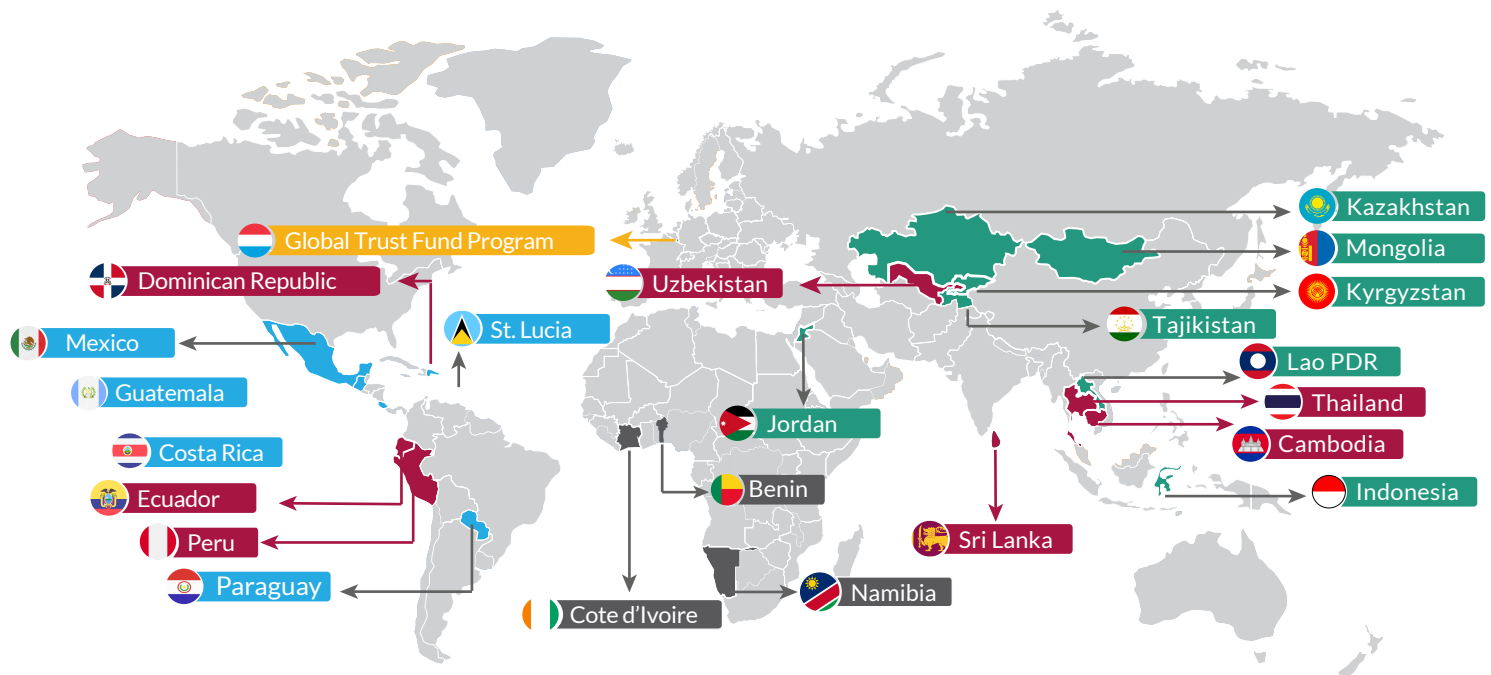 Kazakhstan
Global Trust Fund Program
Mongolia
Dominican Republic
Uzbekistan
Kyrgyzstan
St. Lucia
Tajikistan
Mexico
Lao PDR
Guatemala
Thailand
Jordan
Cambodia
Costa Rica
Benin
Indonesia
Ecuador
Peru
Sri Lanka
Paraguay
Namibia
Cote d’Ivoire